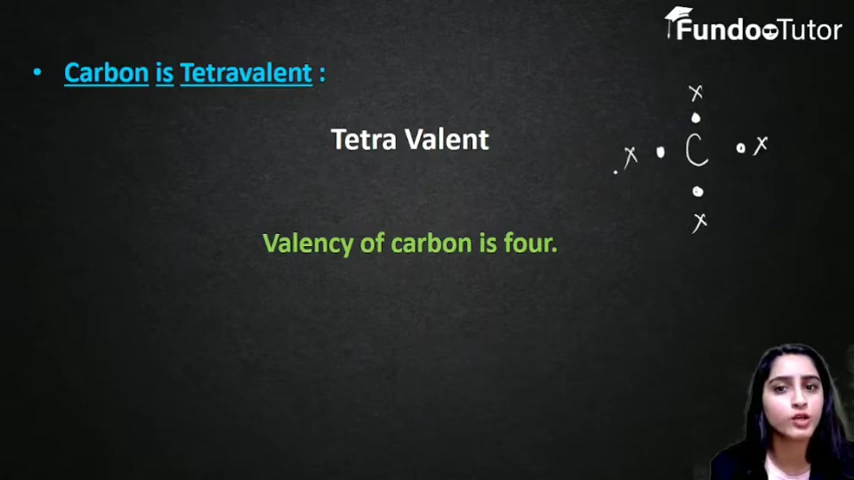 FundooTutor
• Carbon is Tetravalent :
Tetra Valent
x
x C x
x
Valency of carbon is four.